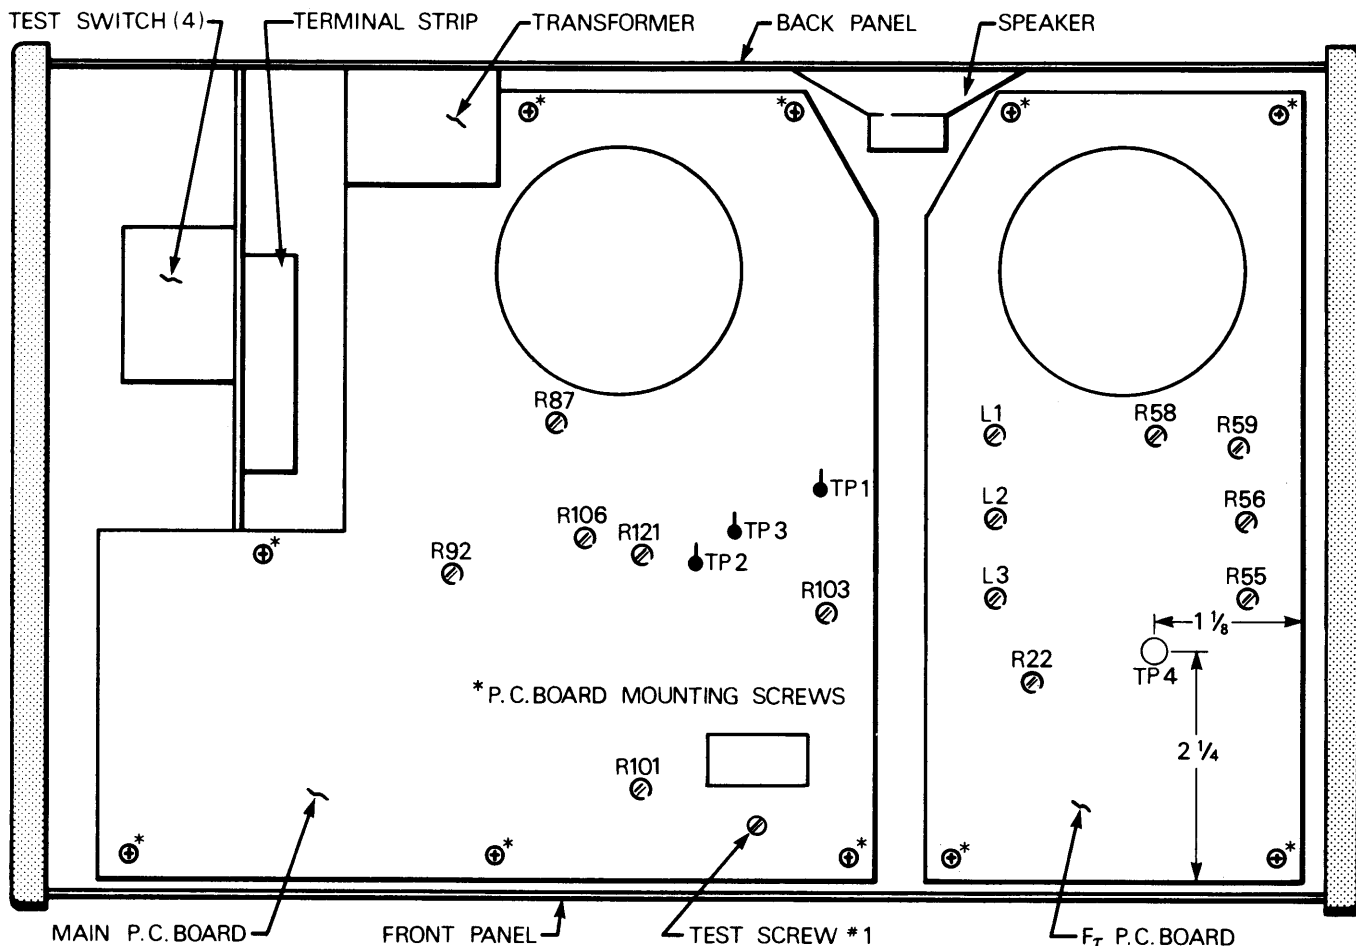 TEST SWITCH (4)
TERMINAL STRIP
TRANSFORMER
BACK PANEL
SPEAKER
*
*
*
*
R87
L1
R58
R59
TP1
L2
R56
R106
R121
TP3
*
R92
TP2
L3
R55
R103
1 1/8
R22
TP4
*P.C. BOARD MOUNTING SCREWS
2 1/4
R101
*
*
*
*
*
MAIN P.C. BOARD
FRONT PANEL
TEST SCREW #1
Fτ P.C. BOARD